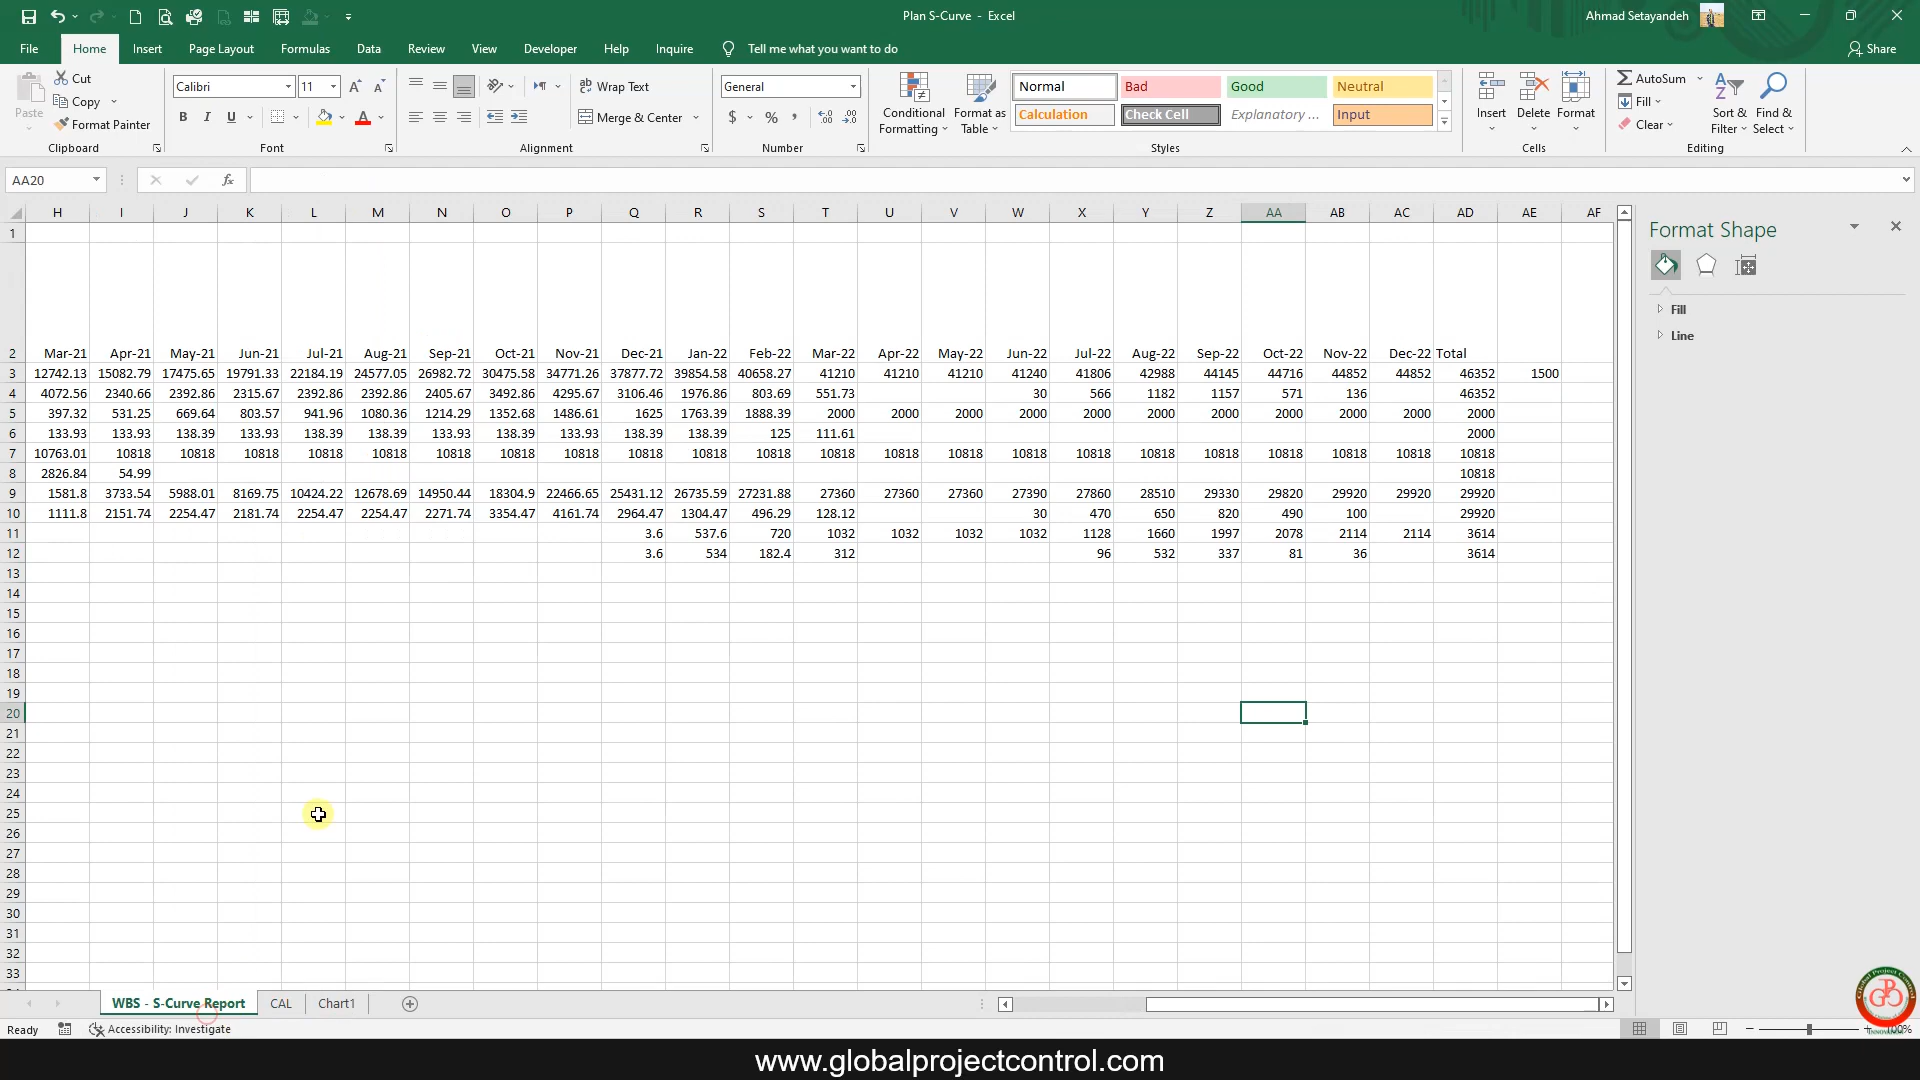 Plan S-Curve - Excel
Ahmad Setayandeh
File Home Insert Page Layout Formulas Data Review View Developer Help Inquire Tell me what you want to do Share
Paste
Cut
Copy
Format Painter
Clipboard
Calibri 11
Font
Wrap Text
Merge & Center
Alignment
General
Number
Conditional Formatting
Format as Table
Normal Bad Good Neutral
Calculation Check Cell Explanatory ... Input
Styles
Insert Delete Format
Cells
AutoSum
Fill
Clear
Sort & Filter
Find & Select
Editing
AA20
fx
H I J K L M N O P Q R S T U V W X Y Z AA AB AC AD AE AF
1
2 Mar-21 Apr-21 May-21 Jun-21 Jul-21 Aug-21 Sep-21 Oct-21 Nov-21 Dec-21 Jan-22 Feb-22 Mar-22 Apr-22 May-22 Jun-22 Jul-22 Aug-22 Sep-22 Oct-22 Nov-22 Dec-22 Total
3 12742.13 15082.79 17475.65 19791.33 22184.19 24577.05 26982.72 30475.58 34771.26 37877.72 39854.58 40658.27 41210 41210 41210 41240 41806 42988 44145 44716 44852 44852 46352 1500
4 4072.56 2340.66 2392.86 2315.67 2392.86 2392.86 2405.67 3492.86 4295.67 3106.46 1976.86 803.69 551.73 30 566 1182 1157 571 136 46352
5 397.32 531.25 669.64 803.57 941.96 1080.36 1214.29 1352.68 1486.61 1625 1763.39 1888.39 2000 2000 2000 2000 2000 2000 2000 2000 2000 2000 2000
6 133.93 133.93 138.39 133.93 138.39 138.39 133.93 138.39 133.93 138.39 138.39 125 111.61 2000
7 10763.01 10818 10818 10818 10818 10818 10818 10818 10818 10818 10818 10818 10818 10818 10818 10818 10818 10818 10818 10818 10818 10818 10818
8 2826.84 54.99 10818
9 1581.8 3733.54 5988.01 8169.75 10424.22 12678.69 14950.44 18304.9 22466.65 25431.12 26735.59 27231.88 27360 27360 27360 27390 27860 28510 29330 29820 29920 29920 29920
10 1111.8 2151.74 2254.47 2181.74 2254.47 2254.47 2271.74 3354.47 4161.74 2964.47 1304.47 496.29 128.12 30 470 650 820 490 100 29920
11 3.6 537.6 720 1032 1032 1032 1032 1128 1660 1997 2078 2114 2114 3614
12 3.6 534 182.4 312 96 532 337 81 36 3614
13
14
15
16
17
18
19
20
21
22
23
24
25
26
27
28
29
30
31
32
33
Format Shape
Fill
Line
WBS - S-Curve Report CAL Chart1
Ready Accessibility: Investigate
www.globalprojectcontrol.com